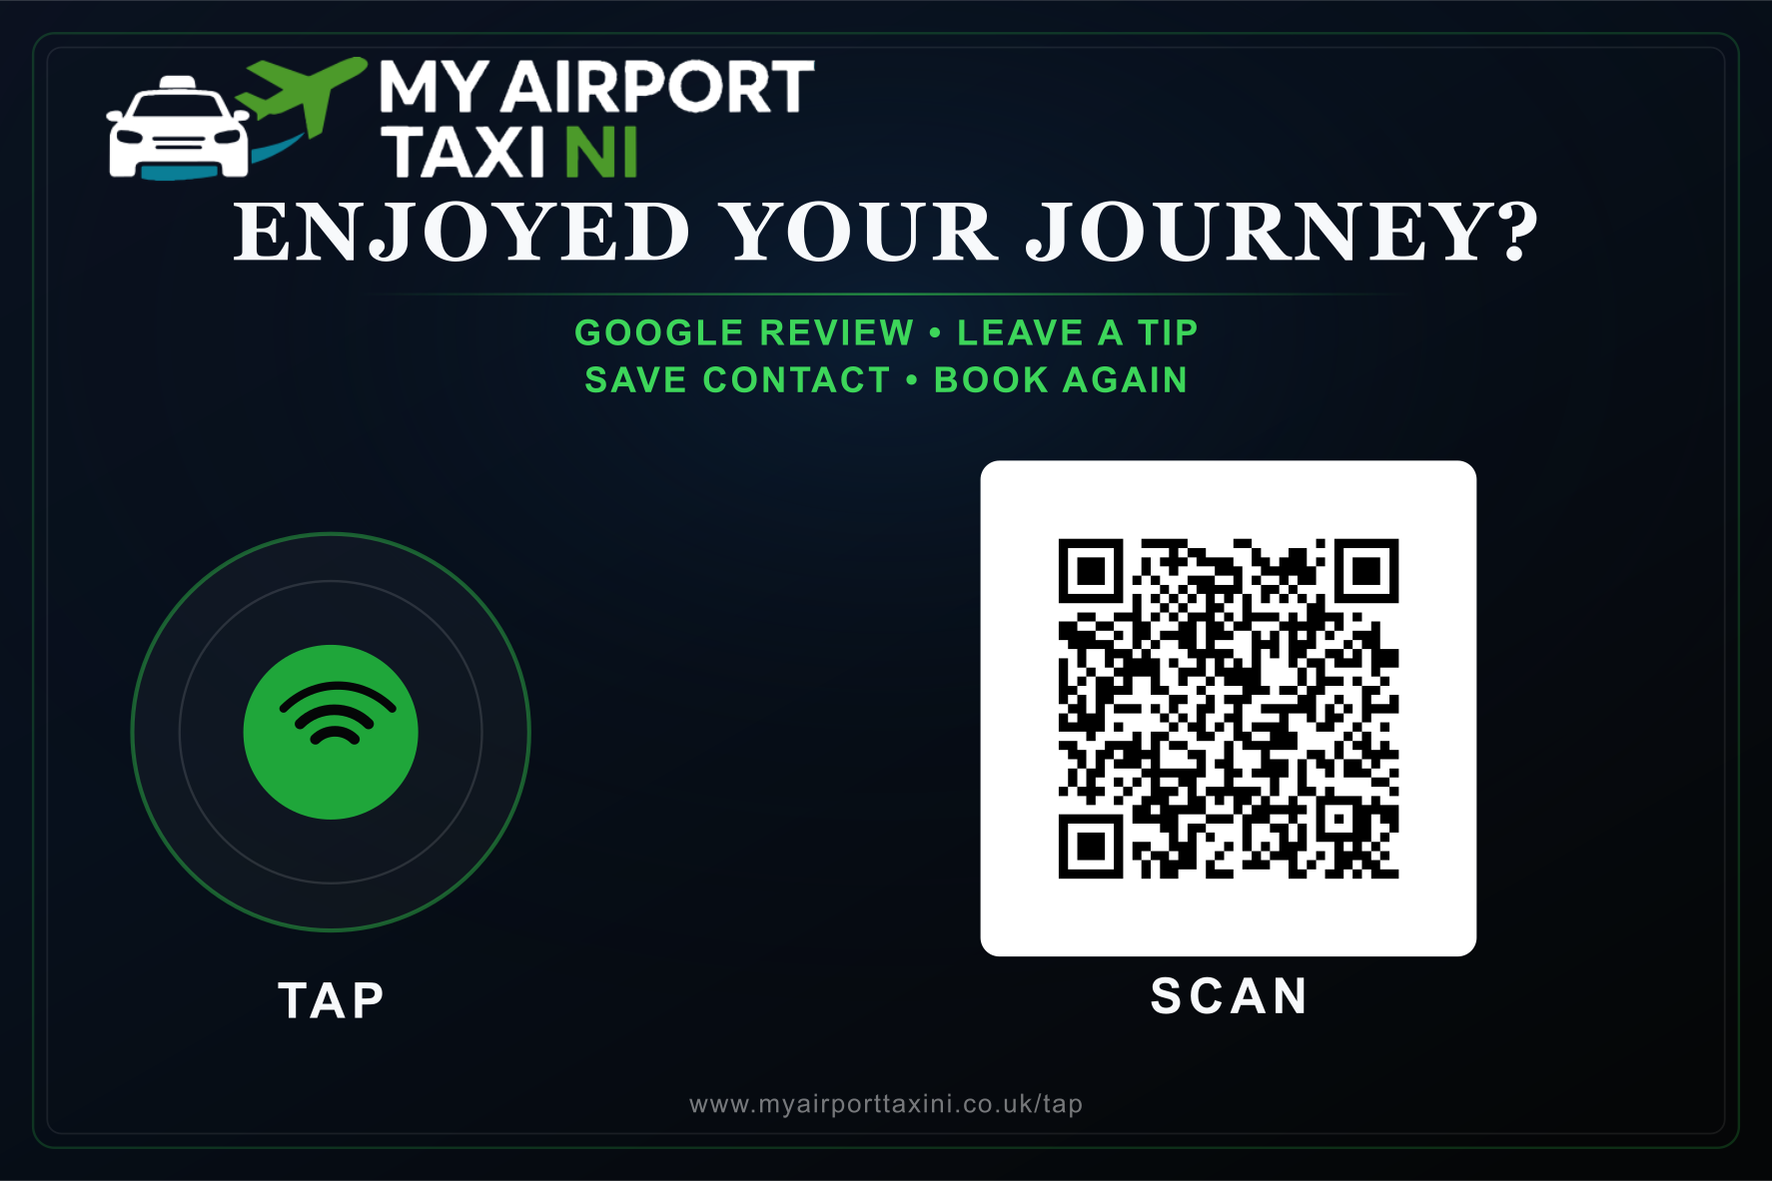 MY AIRPORT
TAXI NI
ENJOYED YOUR JOURNEY?
GOOGLE REVIEW • LEAVE A TIP
SAVE CONTACT • BOOK AGAIN
TAP
SCAN
www.myairporttaxini.co.uk/tap